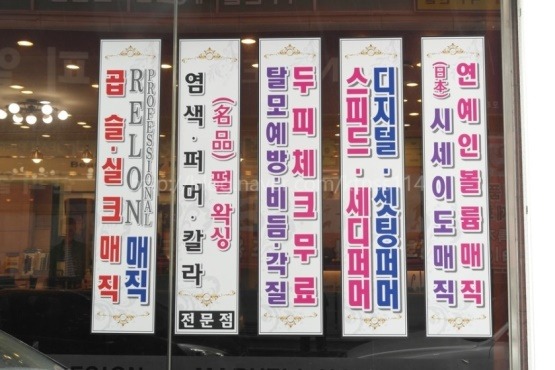 PROFESSIONAL
RELON 매직
곱슬·실크매직
(名品) 펄왁싱
염색·펴머·칼라
전문점
두피체크무료
탈모예방·비듬·각질
디지털·셋팅펴머
스피드·세디펴머
연예인볼륨매직
(日本) 시세이도매직